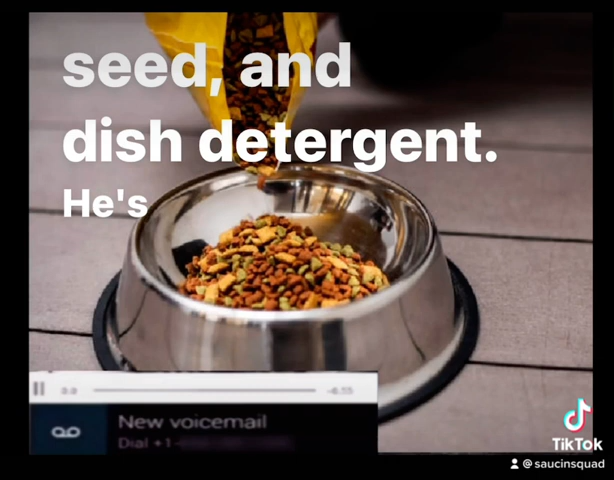 seed, and
dish detergent.
He's
New voicemail
Dial +1-
TikTok
@saucinsquad